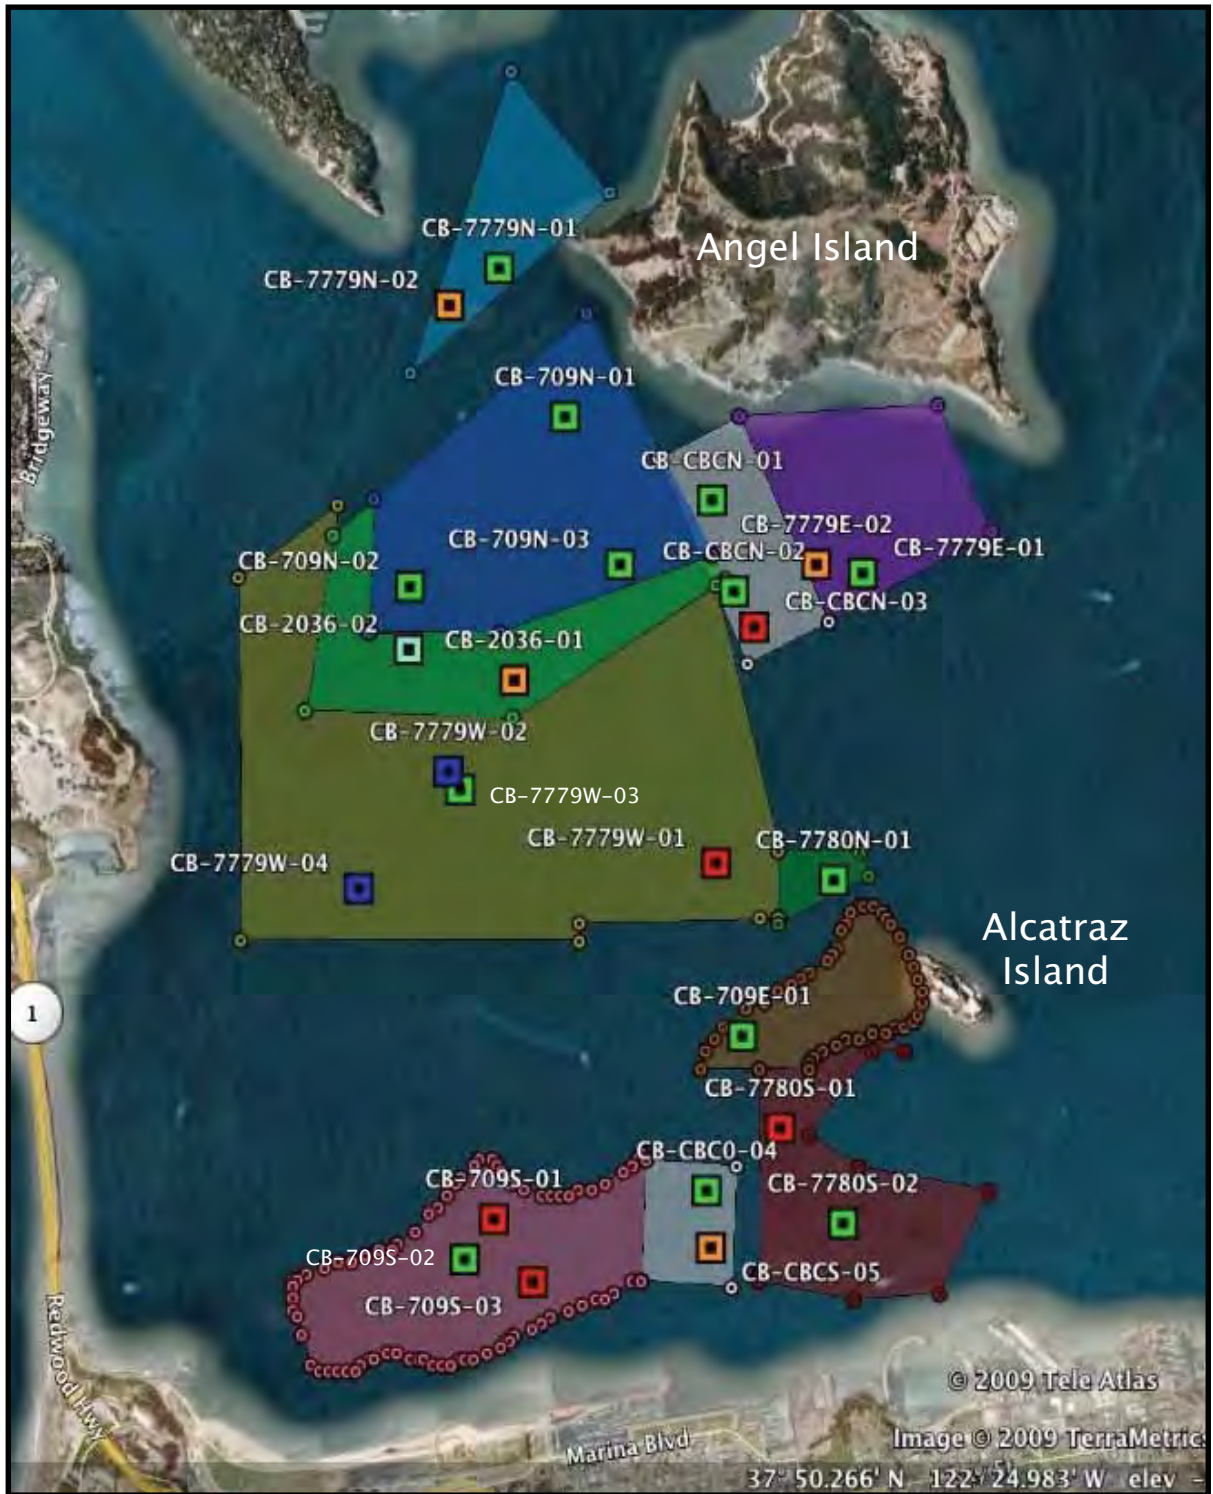 CB-7779N-01
Angel Island
CB-7779N-02
CB-709N-01
Bridgeway
CB-CBCN-01
CB-7779E-02
CB-709N-03
CB-CBCN-02
CB-7779E-01
CB-709N-02
CB-CBCN-03
CB-2036-02
CB-2036-01
CB-7779W-02
CB-7779W-03
CB-7779W-01
CB-7780N-01
CB-7779W-04
Alcatraz
Island
CB-709E-01
1
CB-7780S-01
CB-CBC0-04
CB-709S-01
CB-7780S-02
CB-709S-02
CB-CBCS-05
CB-709S-03
Redwood Hwy
© 2009 Tele Atlas
Marina Blvd
Image © 2009 TerraMetrics
37° 50.266' N 122° 24.983' W elev -